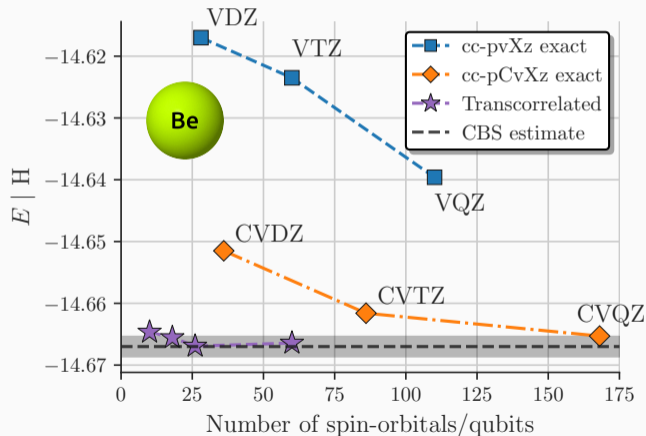 VDZ
VTZ
VQZ
CVDZ
CVTZ
CVQZ
Be
cc-pvXz exact
cc-pCvXz exact
Transcorrelated
CBS estimate
−14.62
−14.63
−14.64
−14.65
−14.66
−14.67
E | H
0 25 50 75 100 125 150 175
Number of spin-orbitals/qubits